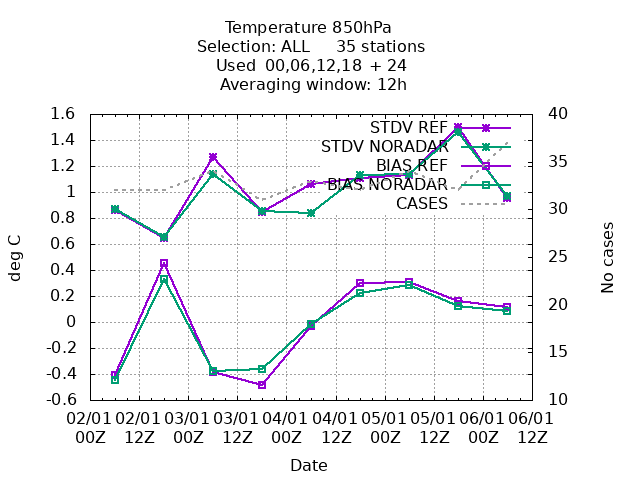 Temperature 850hPa
Selection: ALL 35 stations
Used 00,06,12,18 + 24
Averaging window: 12h
STDV REF
STDV NORADAR
BIAS REF
BIAS NORADAR
CASES
deg C
No cases
1.6
1.4
1.2
1
0.8
0.6
0.4
0.2
0
-0.2
-0.4
-0.6
40
35
30
25
20
15
10
02/01 02/01 03/01 03/01 04/01 04/01 05/01 05/01 06/01 06/01
00Z 12Z 00Z 12Z 00Z 12Z 00Z 12Z 00Z 12Z
Date